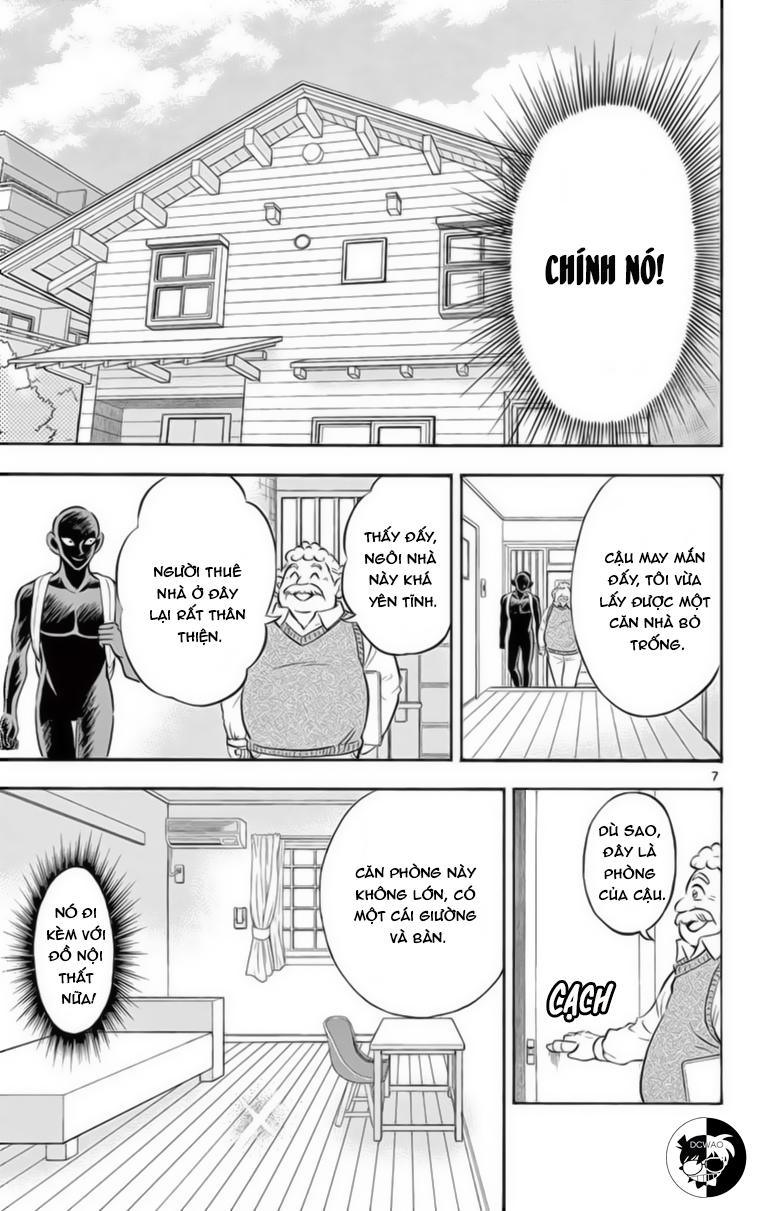 CHÍNH NÓ!
CẬU MAY MẮN
ĐẤY, TÔI VỪA
LẤY ĐƯỢC MỘT
CĂN NHÀ BỎ
TRỐNG.
THẤY ĐẤY,
NGÔI NHÀ
NÀY KHÁ
YÊN TĨNH.
NGƯỜI THUÊ
NHÀ Ở ĐÂY
LẠI RẤT THÂN
THIỆN.
7
DÙ SAO,
ĐÂY LÀ
PHÒNG
CỦA CẬU.
CẠCH
CĂN PHÒNG NÀY
KHÔNG LỚN, CÓ
MỘT CÁI GIƯỜNG
VÀ BÀN.
NÓ ĐI
KÈM VỚI
ĐỒ NỘI
THẤT
NỮA!
DCWAO